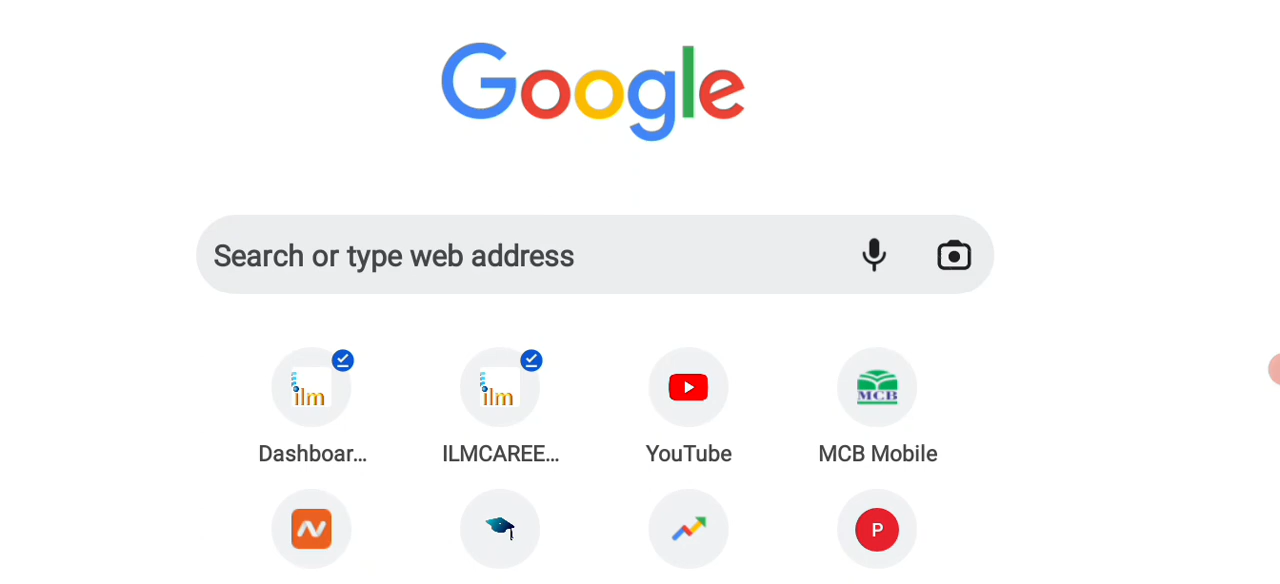 Google
Search or type web address
ilm
ilm
MCB
Dashboar...
ILMCAREE...
YouTube
MCB Mobile
P